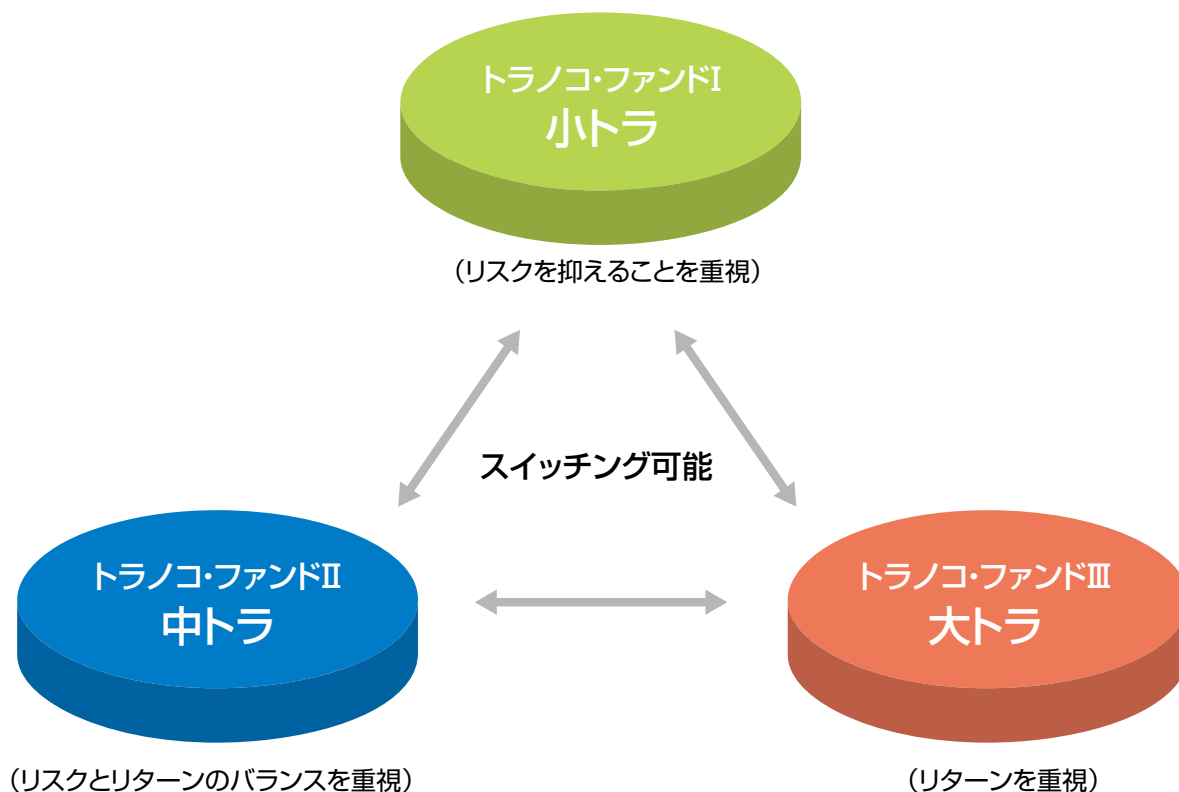 トラノコ・ファンドⅠ
小トラ
（リスクを抑えることを重視）
スイッチング可能
トラノコ・ファンドⅡ
中トラ
（リスクとリターンのバランスを重視）
トラノコ・ファンドⅢ
大トラ
（リターンを重視）